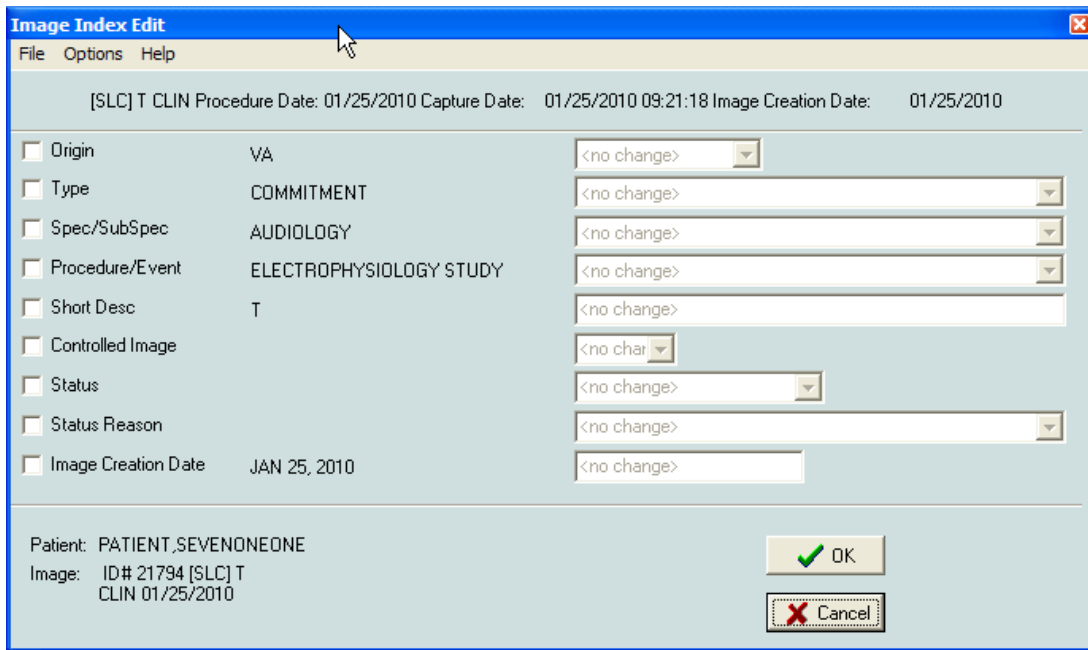 Image Index Edit
File Options Help
[SLC] T CLIN Procedure Date: 01/25/2010 Capture Date: 01/25/2010 09:21:18 Image Creation Date: 01/25/2010
Origin VA <no change>
Type COMMITMENT <no change>
Spec/SubSpec AUDIOLOGY <no change>
Procedure/Event ELECTROPHYSIOLOGY STUDY <no change>
Short Desc T <no change>
Controlled Image <no char
Status <no change>
Status Reason <no change>
Image Creation Date JAN 25, 2010 <no change>
Patient: PATIENT,SEVENONEONE
OK
Image: ID# 21794 [SLC] T
CLIN 01/25/2010
Cancel